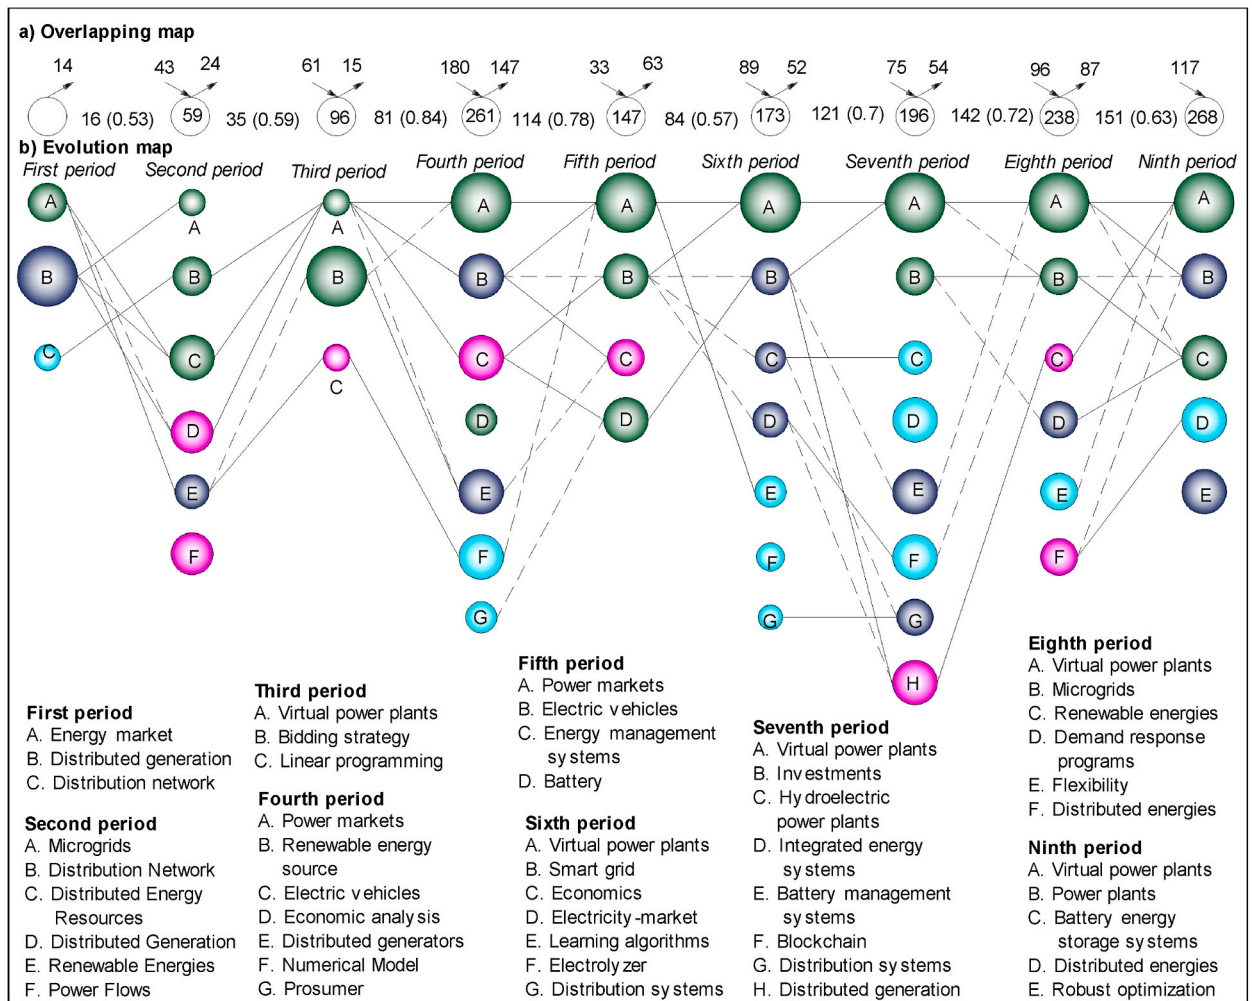 a) Overlapping map
14 43 24 61 15 180 147 33 63 89 52 75 54 96 87 117
16 (0.53) 59 35 (0.59) 96 81 (0.84) 261 114 (0.78) 147 84 (0.57) 173 121 (0.7) 196 142 (0.72) 238 151 (0.63) 268
b) Evolution map
First period Second period Third period Fourth period Fifth period Sixth period Seventh period Eighth period Ninth period
A A A A A A A A A
B B B B B B B B B
C C C C C C C C C
D D D D D D D
E E E E E E
F F F F F
G G G
H
First period
A. Energy market
B. Distributed generation
C. Distribution network
Second period
A. Microgrids
B. Distribution Network
C. Distributed Energy
Resources
D. Distributed Generation
E. Renewable Energies
F. Power Flows
Third period
A. Virtual power plants
B. Bidding strategy
C. Linear programming
Fourth period
A. Power markets
B. Renewable energy
source
C. Electric vehicles
D. Economic analysis
E. Distributed generators
F. Numerical Model
G. Prosumer
Fifth period
A. Power markets
B. Electric vehicles
C. Energy management
systems
D. Battery
Sixth period
A. Virtual power plants
B. Smart grid
C. Economics
D. Electricity-market
E. Learning algorithms
F. Electrolyzer
G. Distribution systems
Seventh period
A. Virtual power plants
B. Investments
C. Hydroelectric
power plants
D. Integrated energy
systems
E. Battery management
systems
F. Blockchain
G. Distribution systems
H. Distributed generation
Eighth period
A. Virtual power plants
B. Microgrids
C. Renewable energies
D. Demand response
programs
E. Flexibility
F. Distributed energies
Ninth period
A. Virtual power plants
B. Power plants
C. Battery energy
storage systems
D. Distributed energies
E. Robust optimization